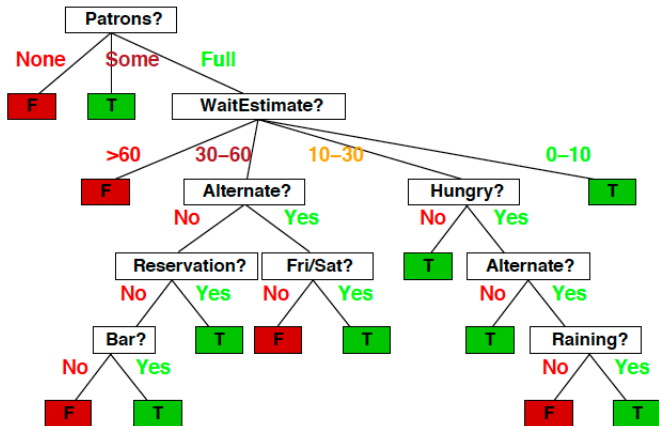 Patrons?
None Some Full
F T WaitEstimate?
>60 30–60 10–30 0–10
F Alternate? Hungry? T
No Yes No Yes
Reservation? Fri/Sat? T Alternate?
No Yes No Yes No Yes
Bar? T F T T Raining?
No Yes No Yes
F T F T